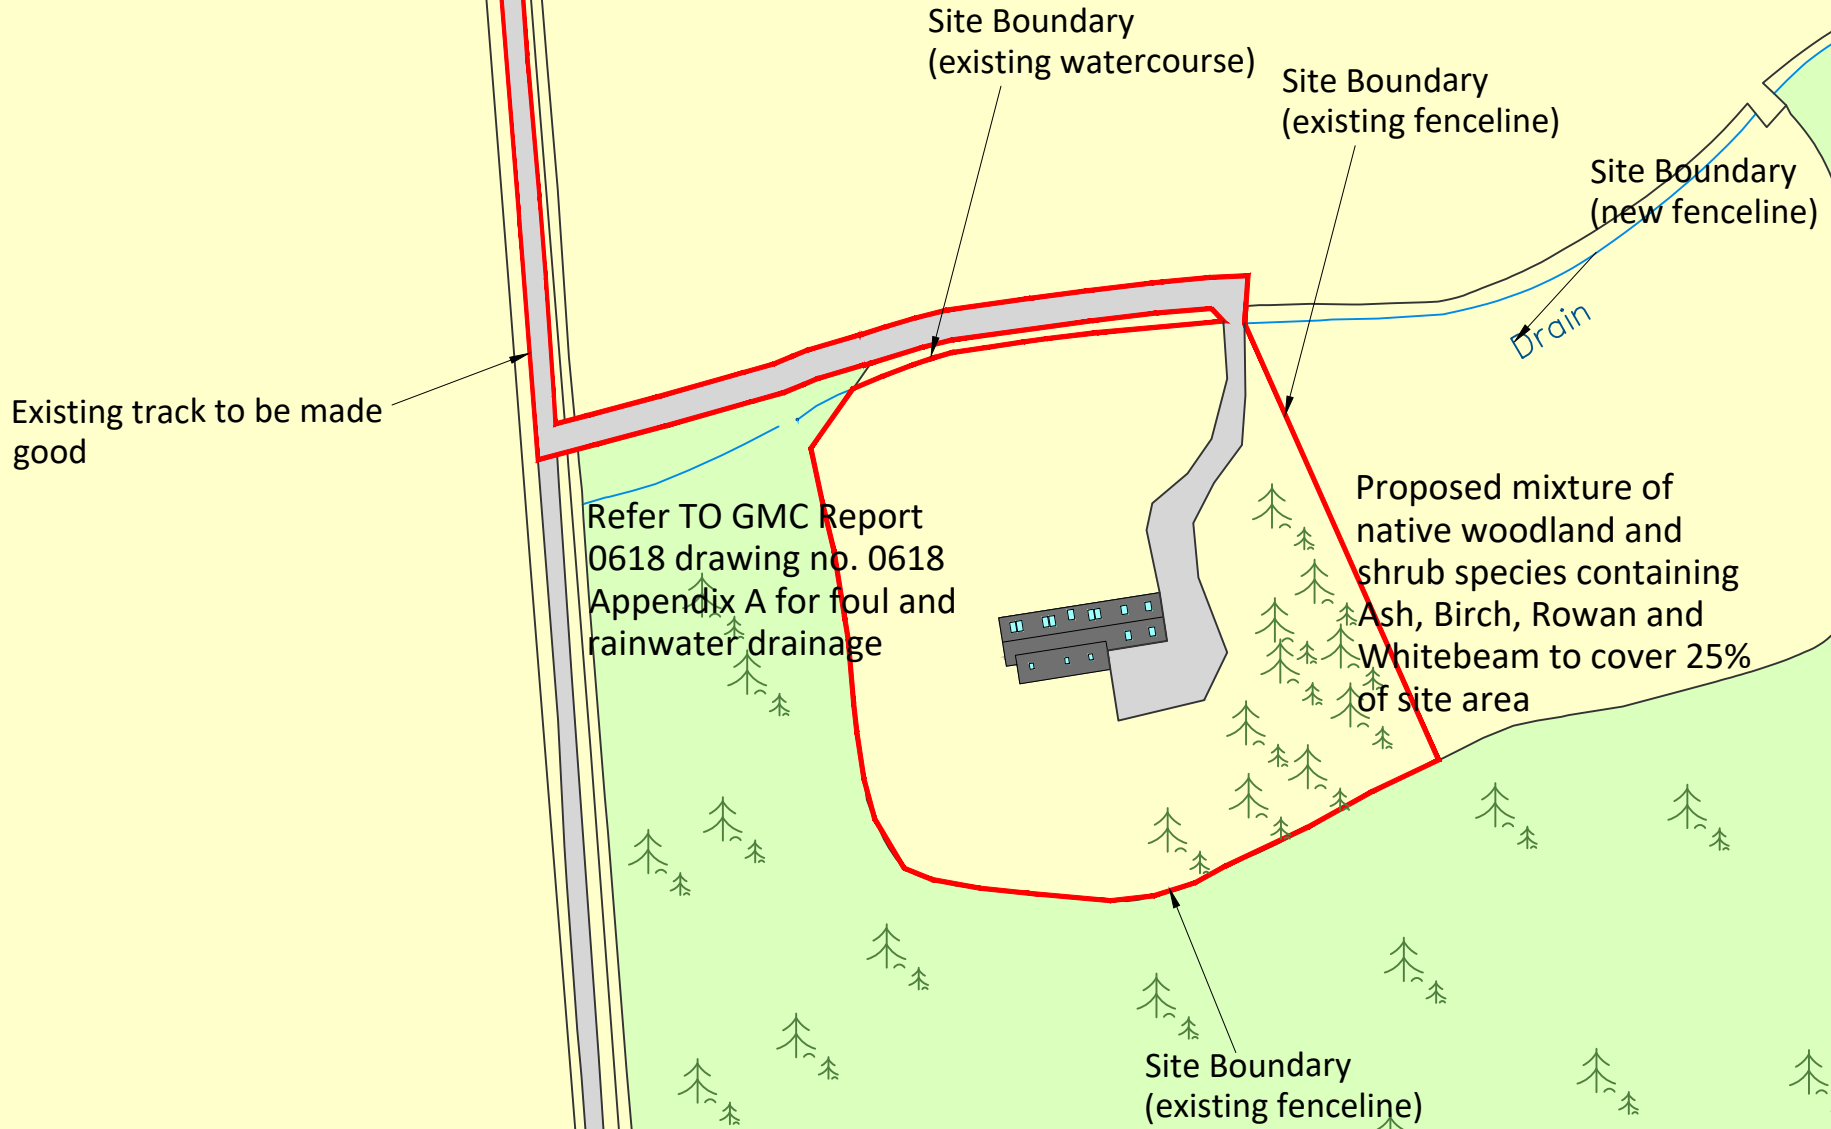 Site Boundary
(existing watercourse)
Site Boundary
(existing fenceline)
Site Boundary
(new fenceline)
Drain
Existing track to be made
good
Refer TO GMC Report
0618 drawing no. 0618
Appendix A for foul and
rainwater drainage
Proposed mixture of
native woodland and
shrub species containing
Ash, Birch, Rowan and
Whitebeam to cover 25%
of site area
Site Boundary
(existing fenceline)